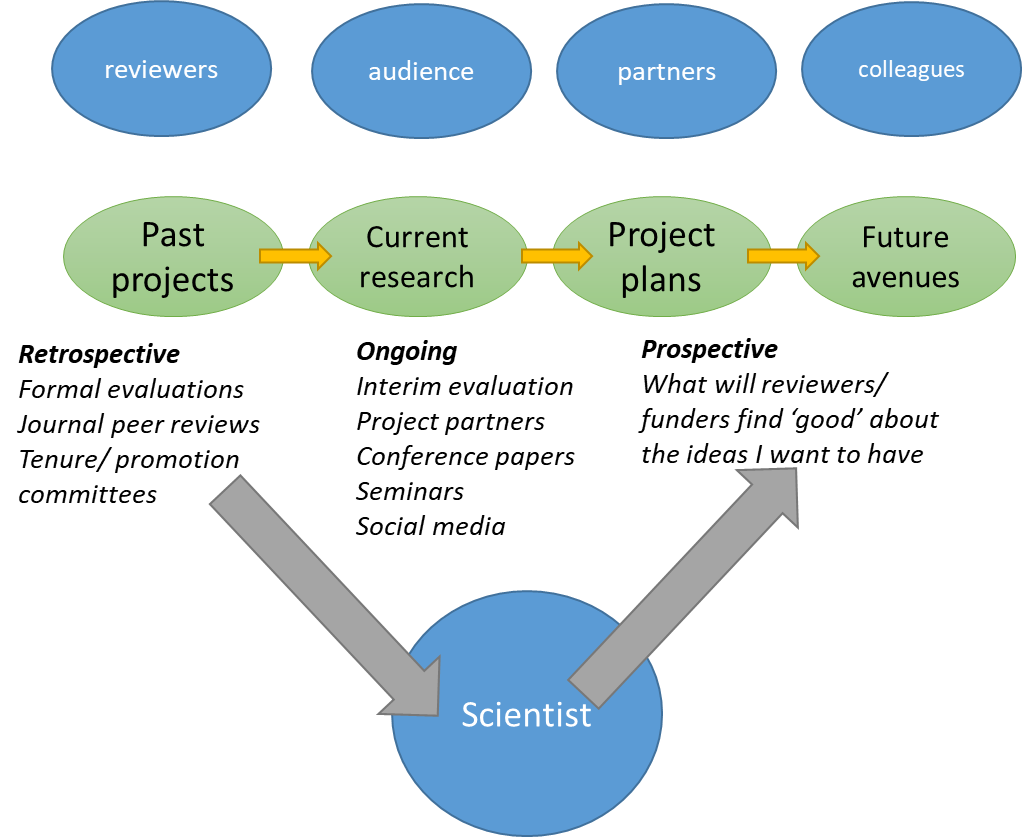 reviewers
audience
partners
colleagues
Past
projects
Current
research
Project
plans
Future
avenues
Retrospective
Formal evaluations
Journal peer reviews
Tenure/ promotion
committees
Ongoing
Interim evaluation
Project partners
Conference papers
Seminars
Social media
Prospective
What will reviewers/
funders find ‘good’ about
the ideas I want to have
Scientist